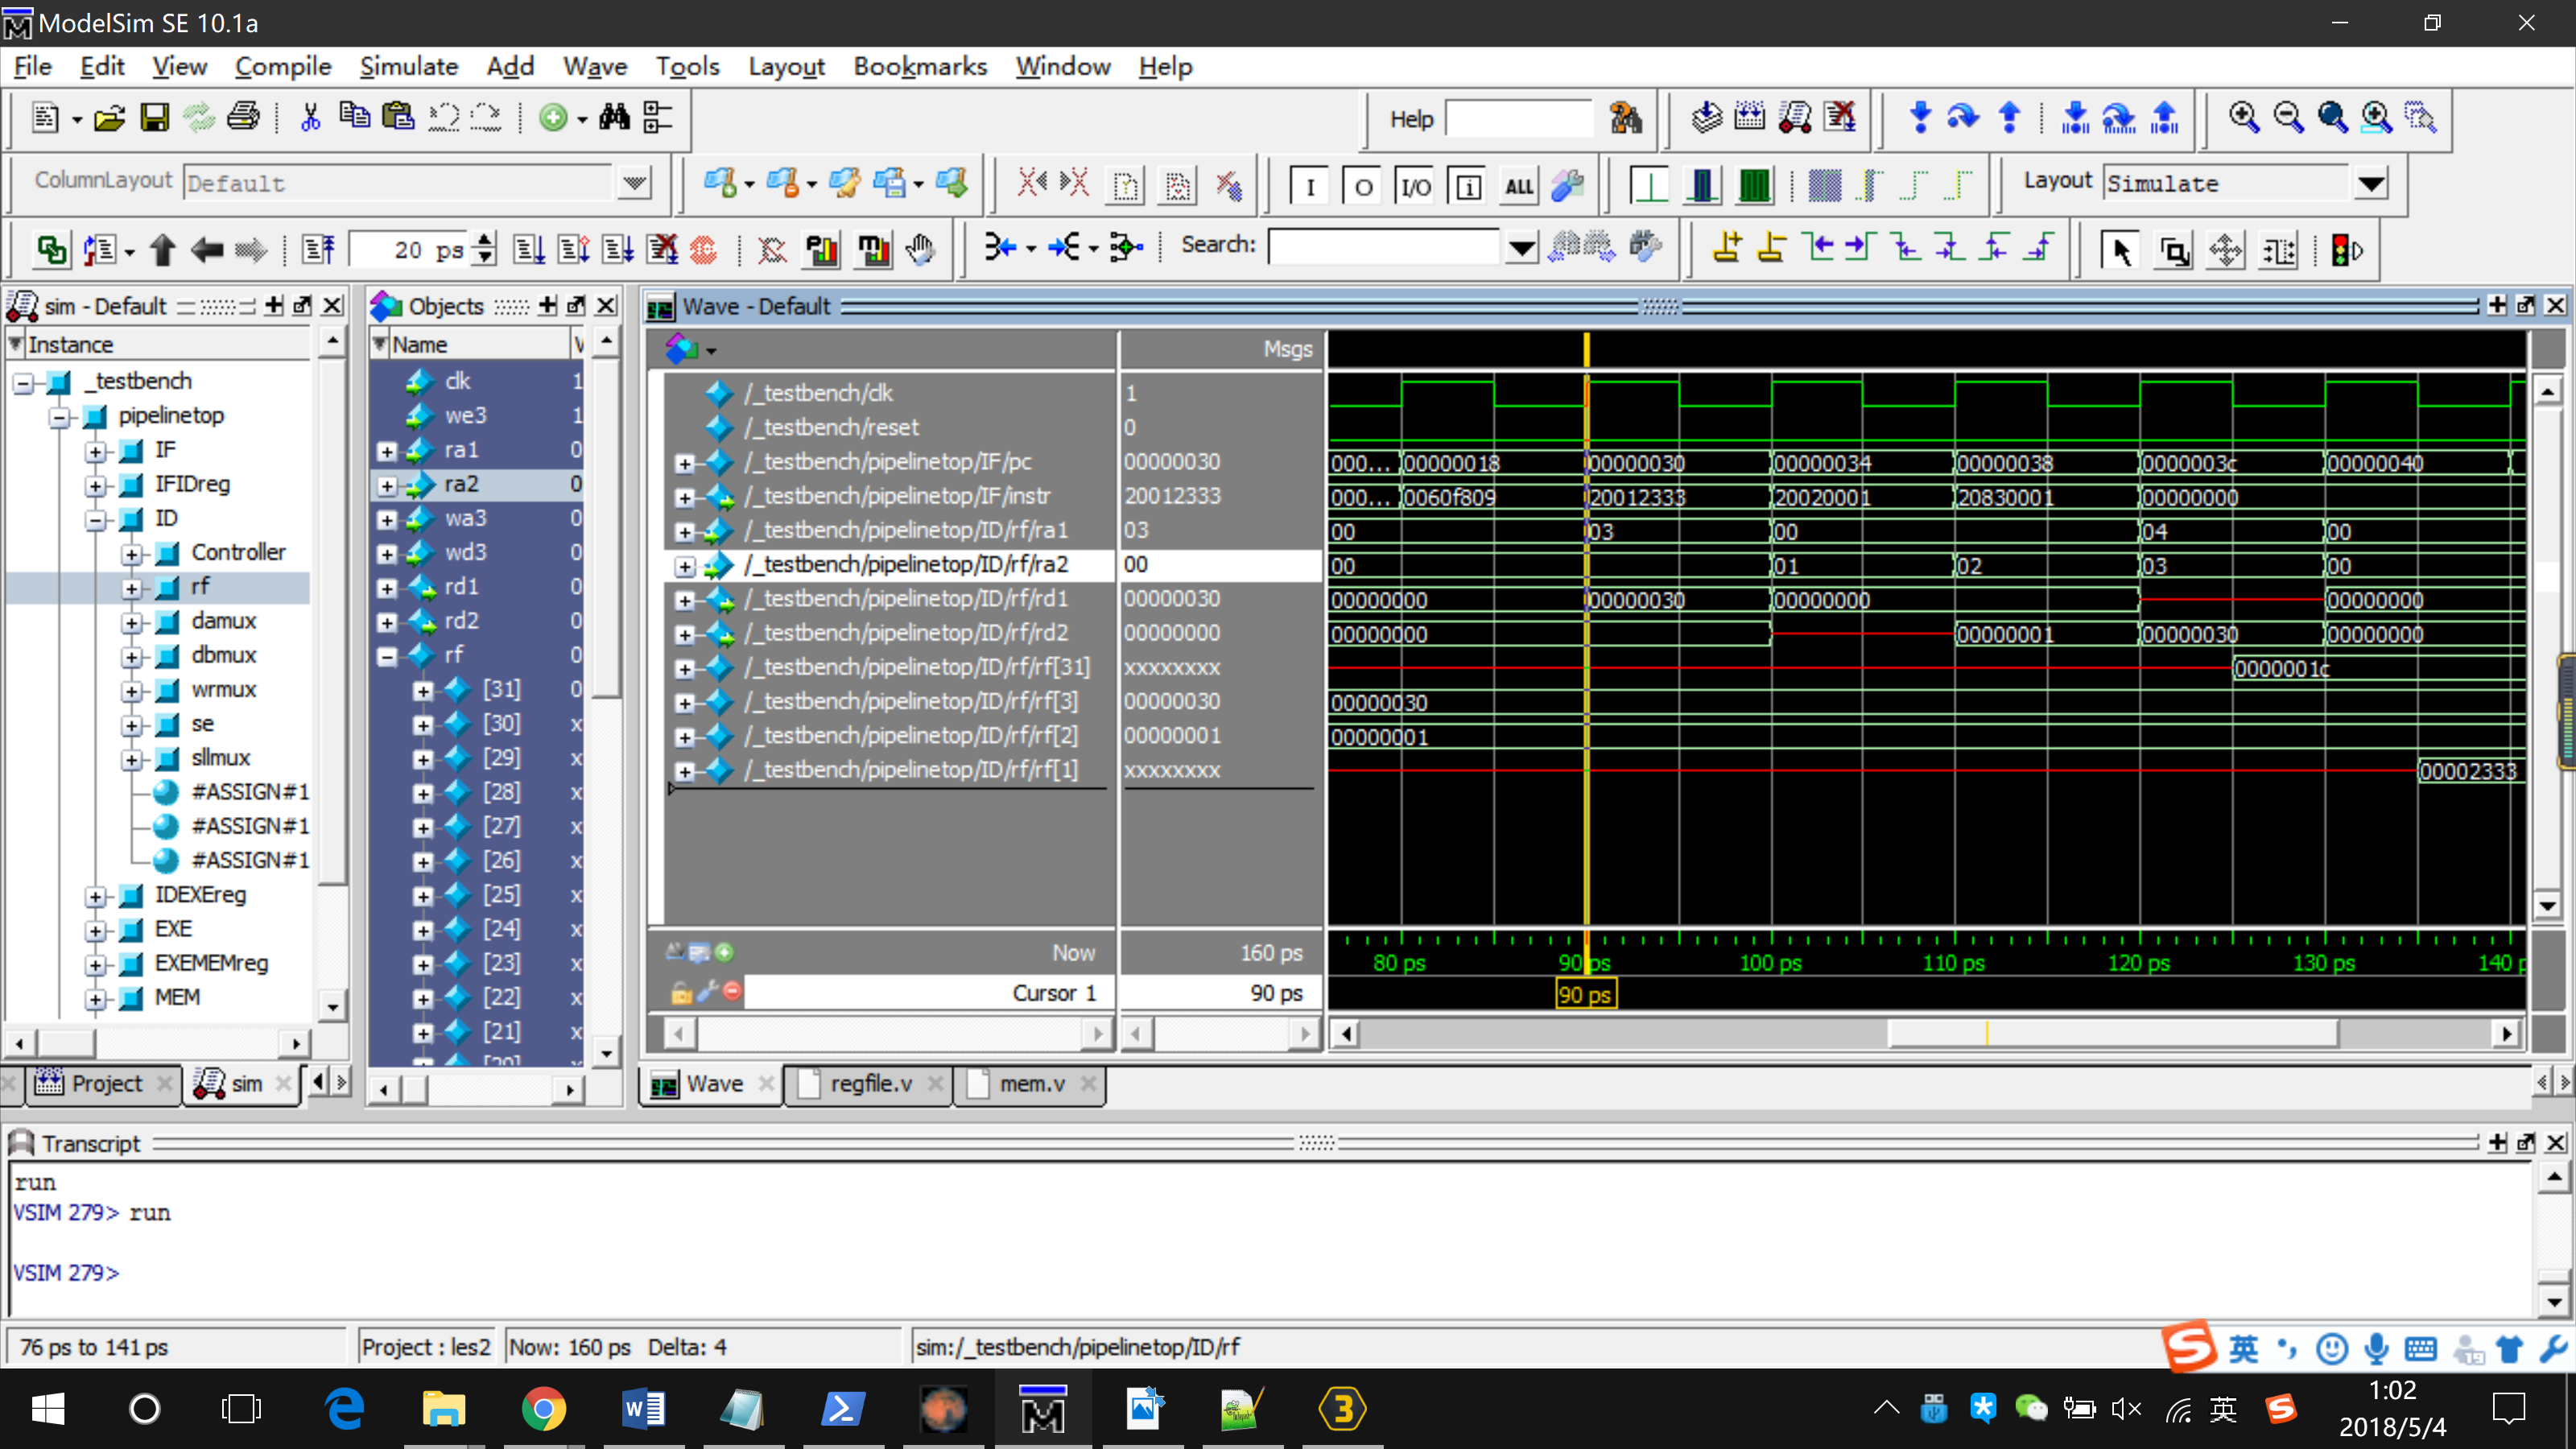 ModelSim SE 10.1a
File Edit View Compile Simulate Add Wave Tools Layout Bookmarks Window Help
Help
ColumnLayout Default
I O I/O i ALL
Layout Simulate
20 ps
Search:
sim - Default
Instance
_testbench
pipelinetop
IF
IFIDreg
ID
Controller
rf
damux
dbmux
wrmux
se
sllmux
#ASSIGN#1
#ASSIGN#1
#ASSIGN#1
IDEXEreg
EXE
EXEMEMreg
MEM
Project sim
Objects
Name
clk 1
we3 1
ra1 0
ra2 0
wa3 0
wd3 0
rd1 0
rd2 0
rf 0
[31] 0
[30] x
[29] x
[28] x
[27] x
[26] x
[25] x
[24] x
[23] x
[22] x
[21] x
Wave - Default
Msgs
/_testbench/clk 1
/_testbench/reset 0
/_testbench/pipelinetop/IF/pc 00000030 000... 00000018 00000030 00000034 00000038 0000003c 00000040
/_testbench/pipelinetop/IF/instr 20012333 000... 0060f809 20012333 20020001 20830001 00000000
/_testbench/pipelinetop/ID/rf/ra1 03 00 03 00 04 00
/_testbench/pipelinetop/ID/rf/ra2 00 00 01 02 03 00
/_testbench/pipelinetop/ID/rf/rd1 00000030 00000000 00000030 00000000 00000000
/_testbench/pipelinetop/ID/rf/rd2 00000000 00000000 00000001 00000030 00000000
/_testbench/pipelinetop/ID/rf/rf[31] xxxxxxxx 0000001c
/_testbench/pipelinetop/ID/rf/rf[3] 00000030 00000030
/_testbench/pipelinetop/ID/rf/rf[2] 00000001 00000001
/_testbench/pipelinetop/ID/rf/rf[1] xxxxxxxx 00002333
Now 160 ps 80 ps 90 ps 100 ps 110 ps 120 ps 130 ps 140 p
Cursor 1 90 ps 90 ps
Wave regfile.v mem.v
Transcript
run
VSIM 279> run
VSIM 279>
76 ps to 141 ps Project : les2 Now: 160 ps Delta: 4 sim:/_testbench/pipelinetop/ID/rf
英
英
1:02
2018/5/4